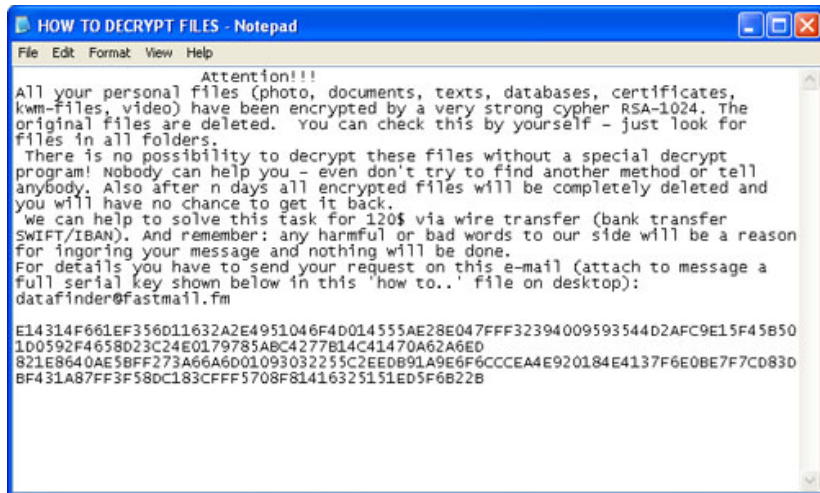 HOW TO DECRYPT FILES - Notepad
File Edit Format View Help
Attention!!!
All your personal files (photo, documents, texts, databases, certificates,
kwm-files, video) have been encrypted by a very strong cypher RSA-1024. The
original files are deleted. You can check this by yourself - just look for
files in all folders.
There is no possibility to decrypt these files without a special decrypt
program! Nobody can help you - even don't try to find another method or tell
anybody. Also after n days all encrypted files will be completely deleted and
you will have no chance to get it back.
We can help to solve this task for 120$ via wire transfer (bank transfer
SWIFT/IBAN). And remember: any harmful or bad words to our side will be a reason
for ingoring your message and nothing will be done.
For details you have to send your request on this e-mail (attach to message a
full serial key shown below in this 'how to..' file on desktop):
datafinder@fastmail.fm
E14314F661EF356D11632A2E4951046F4D014555AE28E047FFF32394009593544D2AFC9E15F45B50
1D0592F4658D23C24E0179785ABC4277B14C41470A62A6ED
821E8640AE5BFF273A66A6D01093032255C2EEDB91A9E6F6CCCEA4E920184E4137F6E0BE7F7CD83D
BF431A87FF3F58DC183CFFF5708F81416325151ED5F6B22B